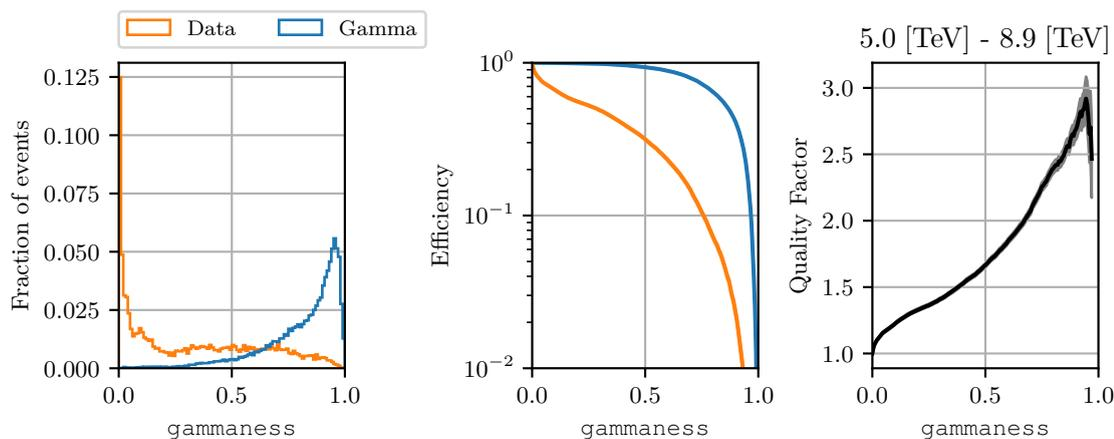 Data Gamma
5.0 [TeV] - 8.9 [TeV]
Fraction of events
0.125
0.100
0.075
0.050
0.025
0.000
0.0 0.5 1.0
gammaness
Efficiency
10⁰
10⁻¹
10⁻²
0.0 0.5 1.0
gammaness
Quality Factor
3.0
2.5
2.0
1.5
1.0
0.0 0.5 1.0
gammaness